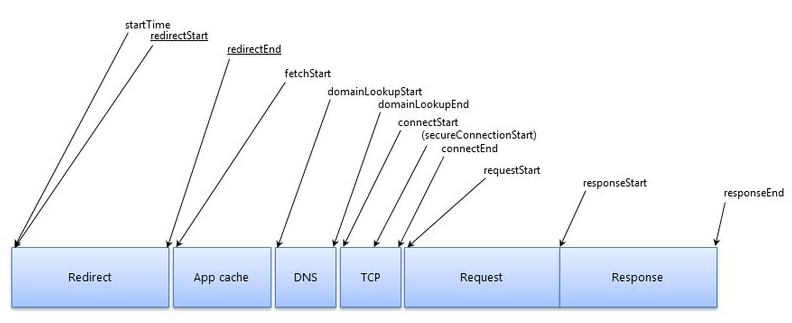 startTime
redirectStart
redirectEnd
fetchStart
domainLookupStart
domainLookupEnd
connectStart
(secureConnectionStart)
connectEnd
requestStart
responseStart
responseEnd
Redirect
App cache
DNS
TCP
Request
Response